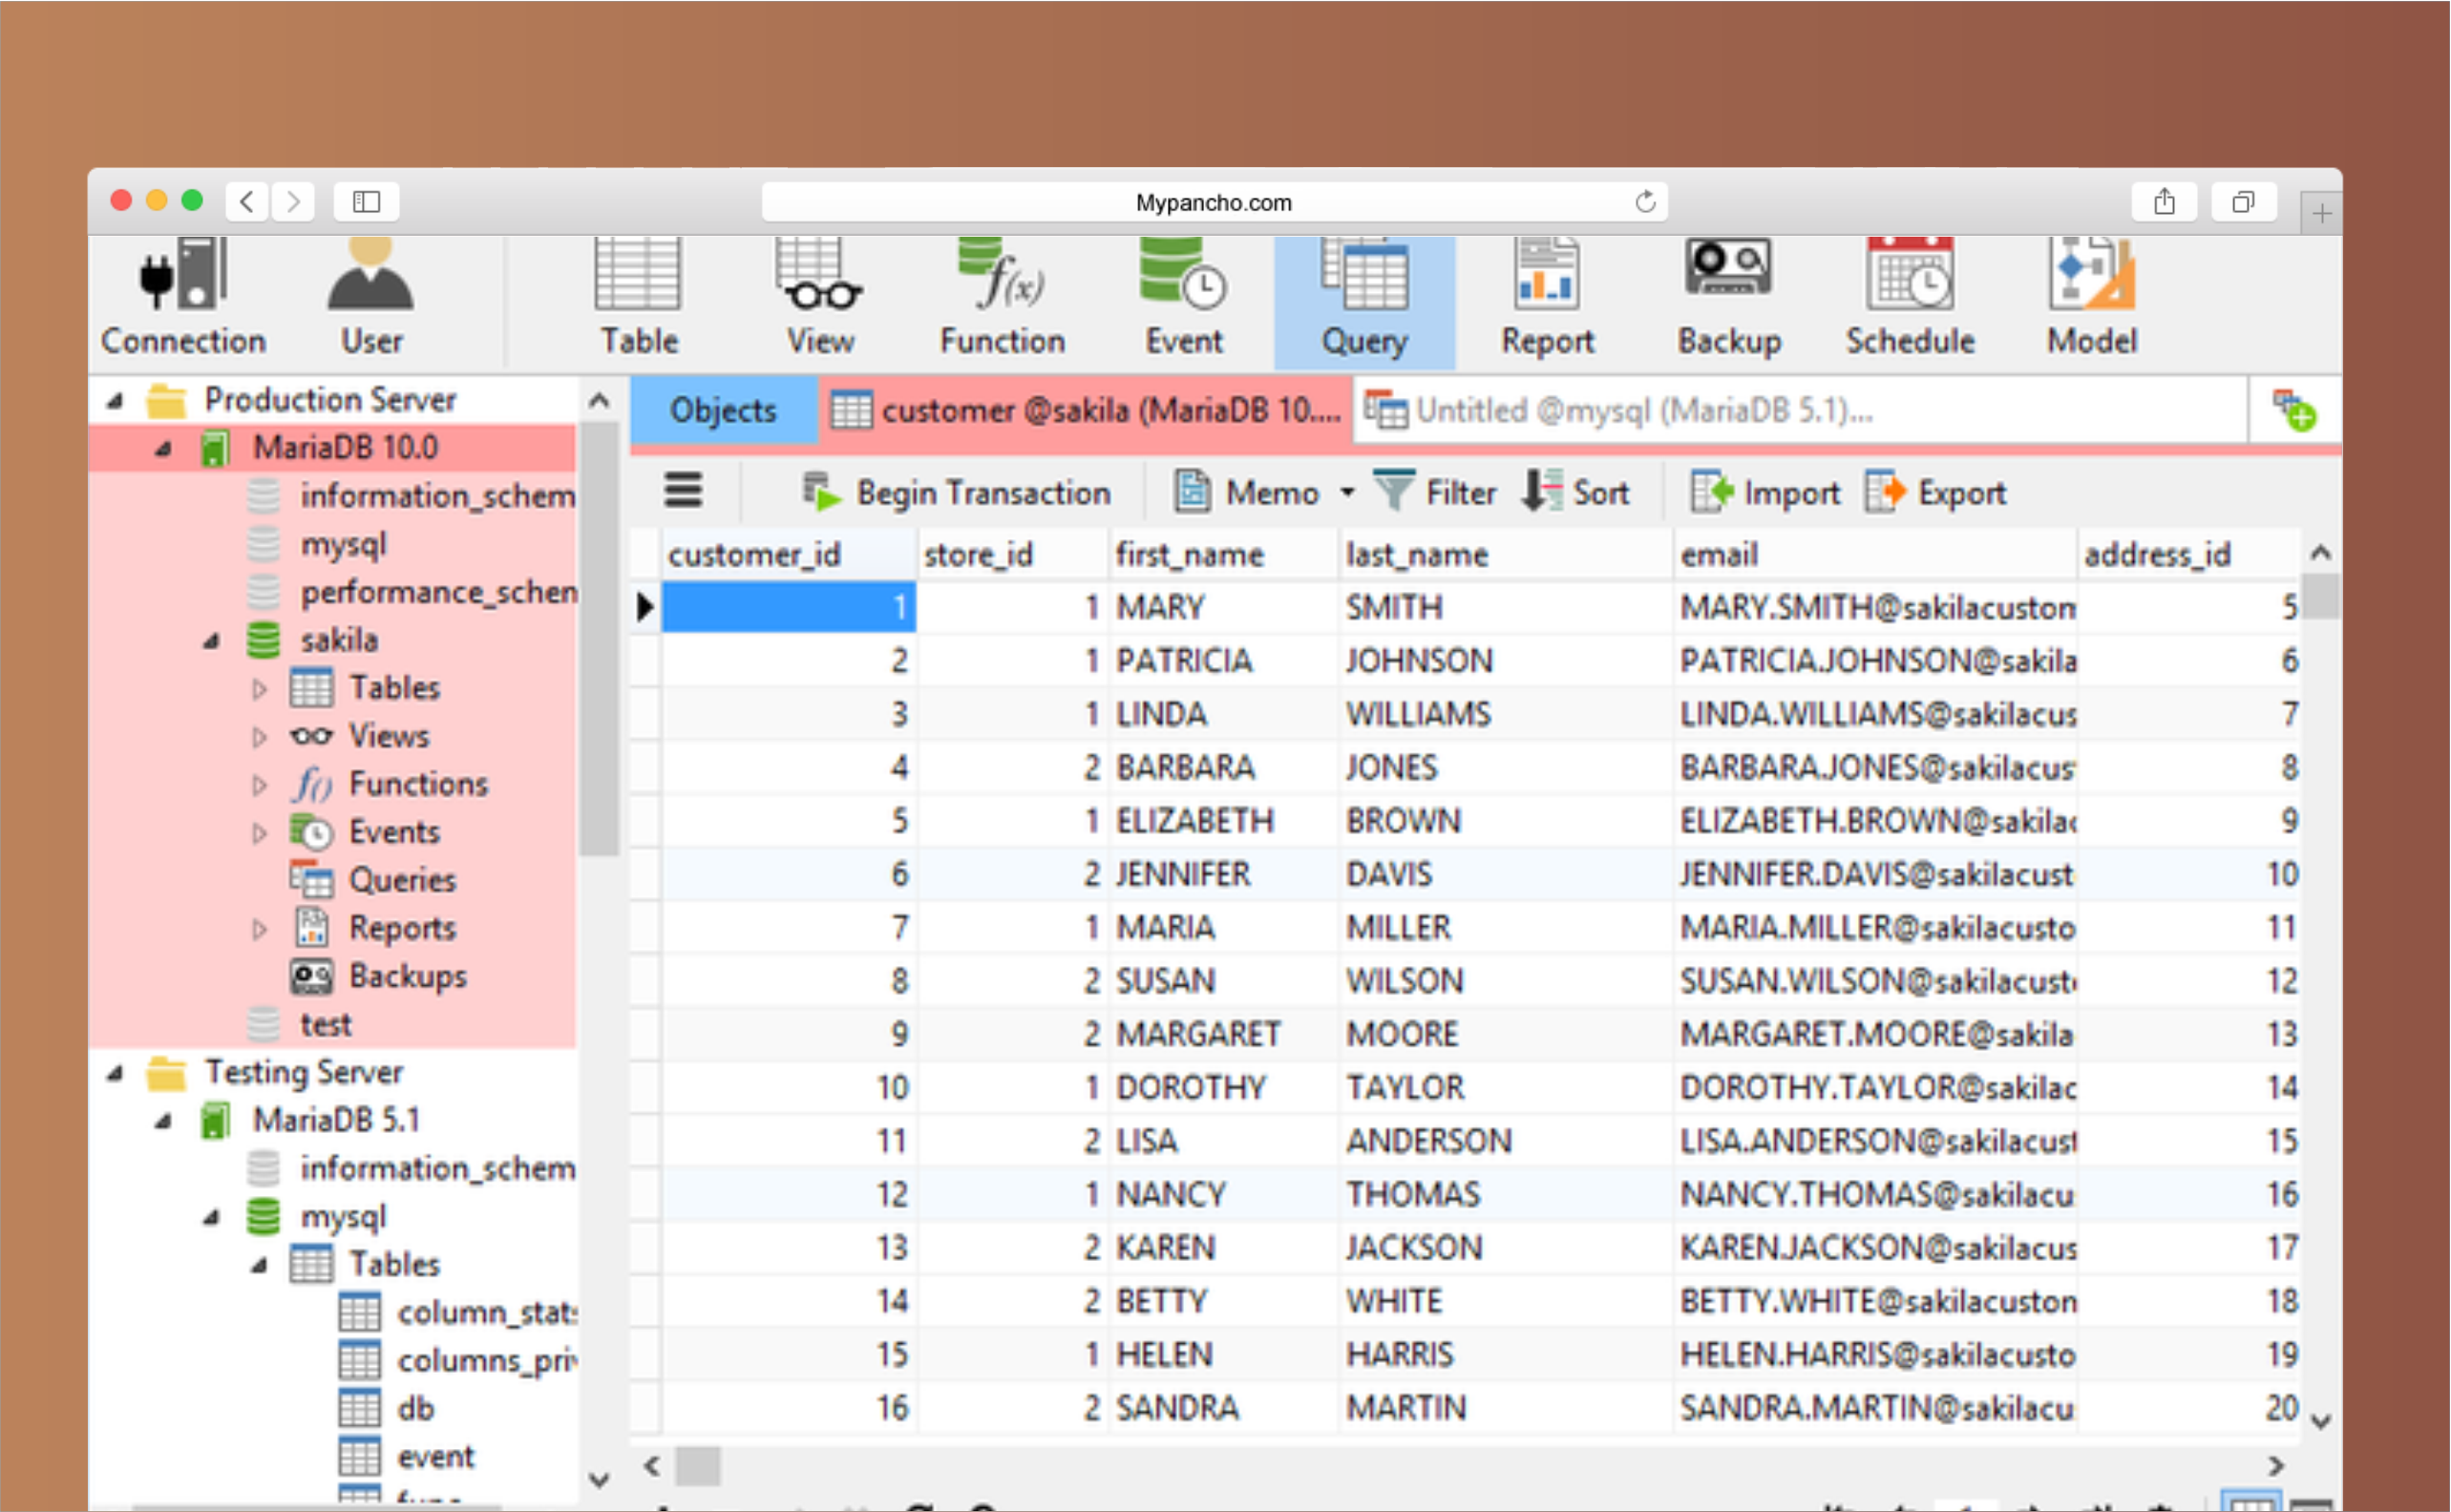 Mypancho.com
Connection User Table View Function Event Query Report Backup Schedule Model
Production Server
MariaDB 10.0
information_schem
mysql
performance_schen
sakila
Tables
Views
Functions
Events
Queries
Reports
Backups
test
Testing Server
MariaDB 5.1
information_schem
mysql
Tables
column_stat
columns_pri
db
event
Objects customer @sakila (MariaDB 10.... Untitled @mysql (MariaDB 5.1)...
Begin Transaction Memo Filter Sort Import Export
customer_id store_id first_name last_name email address_id
1 1 MARY SMITH MARY.SMITH@sakilacustom 5
2 1 PATRICIA JOHNSON PATRICIA.JOHNSON@sakila 6
3 1 LINDA WILLIAMS LINDA.WILLIAMS@sakilacus 7
4 2 BARBARA JONES BARBARA.JONES@sakilacus 8
5 1 ELIZABETH BROWN ELIZABETH.BROWN@sakilac 9
6 2 JENNIFER DAVIS JENNIFER.DAVIS@sakilacust 10
7 1 MARIA MILLER MARIA.MILLER@sakilacusto 11
8 2 SUSAN WILSON SUSAN.WILSON@sakilacust 12
9 2 MARGARET MOORE MARGARET.MOORE@sakila 13
10 1 DOROTHY TAYLOR DOROTHY.TAYLOR@sakilac 14
11 2 LISA ANDERSON LISA.ANDERSON@sakilacust 15
12 1 NANCY THOMAS NANCY.THOMAS@sakilacu 16
13 2 KAREN JACKSON KAREN.JACKSON@sakilacus 17
14 2 BETTY WHITE BETTY.WHITE@sakilacuston 18
15 1 HELEN HARRIS HELEN.HARRIS@sakilacusto 19
16 2 SANDRA MARTIN SANDRA.MARTIN@sakilacu 20